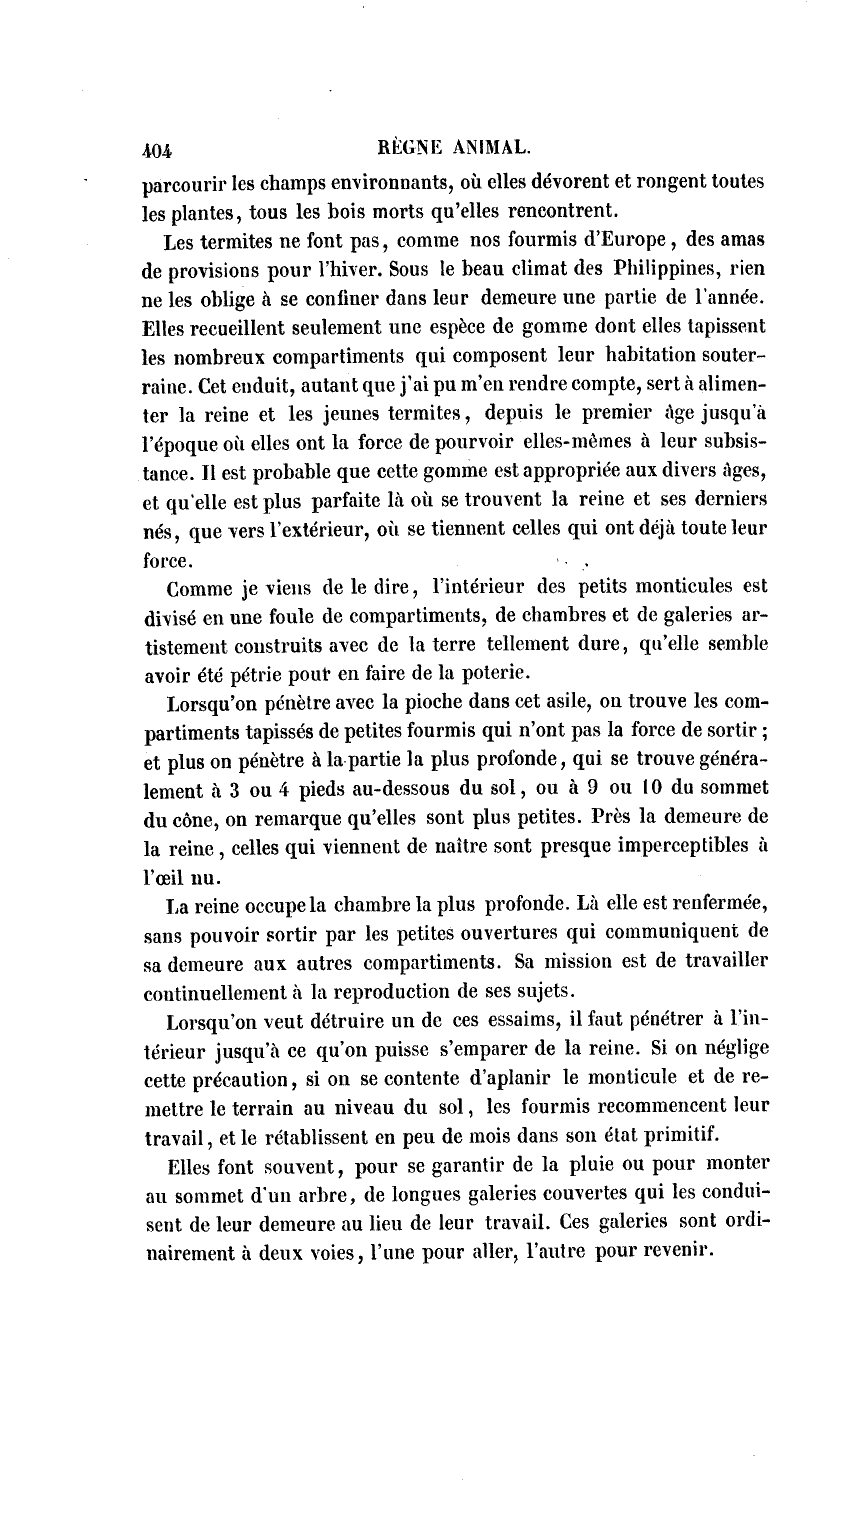 404 RÈGNE ANIMAL.
parcourir les champs environnants, où elles dévorent et rongent toutes
les plantes, tous les bois morts qu'elles rencontrent.
Les termites ne font pas, comme nos fourmis d'Europe, des amas
de provisions pour l'hiver. Sous le beau climat des Philippines, rien
ne les oblige à se confiner dans leur demeure une partie de l'année.
Elles recueillent seulement une espèce de gomme dont elles tapissent
les nombreux compartiments qui composent leur habitation souter-
raine. Cet enduit, autant que j'ai pu m'en rendre compte, sert à alimen-
ter la reine et les jeunes termites, depuis le premier âge jusqu'à
l'époque où elles ont la force de pourvoir elles-mêmes à leur subsis-
tance. Il est probable que cette gomme est appropriée aux divers âges,
et qu'elle est plus parfaite là où se trouvent la reine et ses derniers
nés, que vers l'extérieur, où se tiennent celles qui ont déjà toute leur
force.
Comme je viens de le dire, l'intérieur des petits monticules est
divisé en une foule de compartiments, de chambres et de galeries ar-
tistement construits avec de la terre tellement dure, qu'elle semble
avoir été pétrie pour en faire de la poterie.
Lorsqu'on pénètre avec la pioche dans cet asile, on trouve les com-
partiments tapissés de petites fourmis qui n'ont pas la force de sortir ;
et plus on pénètre à la partie la plus profonde, qui se trouve généra-
lement à 3 ou 4 pieds au-dessous du sol, ou à 9 ou 10 du sommet
du cône, on remarque qu'elles sont plus petites. Près la demeure de
la reine, celles qui viennent de naître sont presque imperceptibles à
l'œil nu.
La reine occupe la chambre la plus profonde. Là elle est renfermée,
sans pouvoir sortir par les petites ouvertures qui communiquent de
sa demeure aux autres compartiments. Sa mission est de travailler
continuellement à la reproduction de ses sujets.
Lorsqu'on veut détruire un de ces essaims, il faut pénétrer à l'in-
térieur jusqu'à ce qu'on puisse s'emparer de la reine. Si on néglige
cette précaution, si on se contente d'aplanir le monticule et de re-
mettre le terrain au niveau du sol, les fourmis recommencent leur
travail, et le rétablissent en peu de mois dans son état primitif.
Elles font souvent, pour se garantir de la pluie ou pour monter
au sommet d'un arbre, de longues galeries couvertes qui les condui-
sent de leur demeure au lieu de leur travail. Ces galeries sont ordi-
nairement à deux voies, l'une pour aller, l'autre pour revenir.